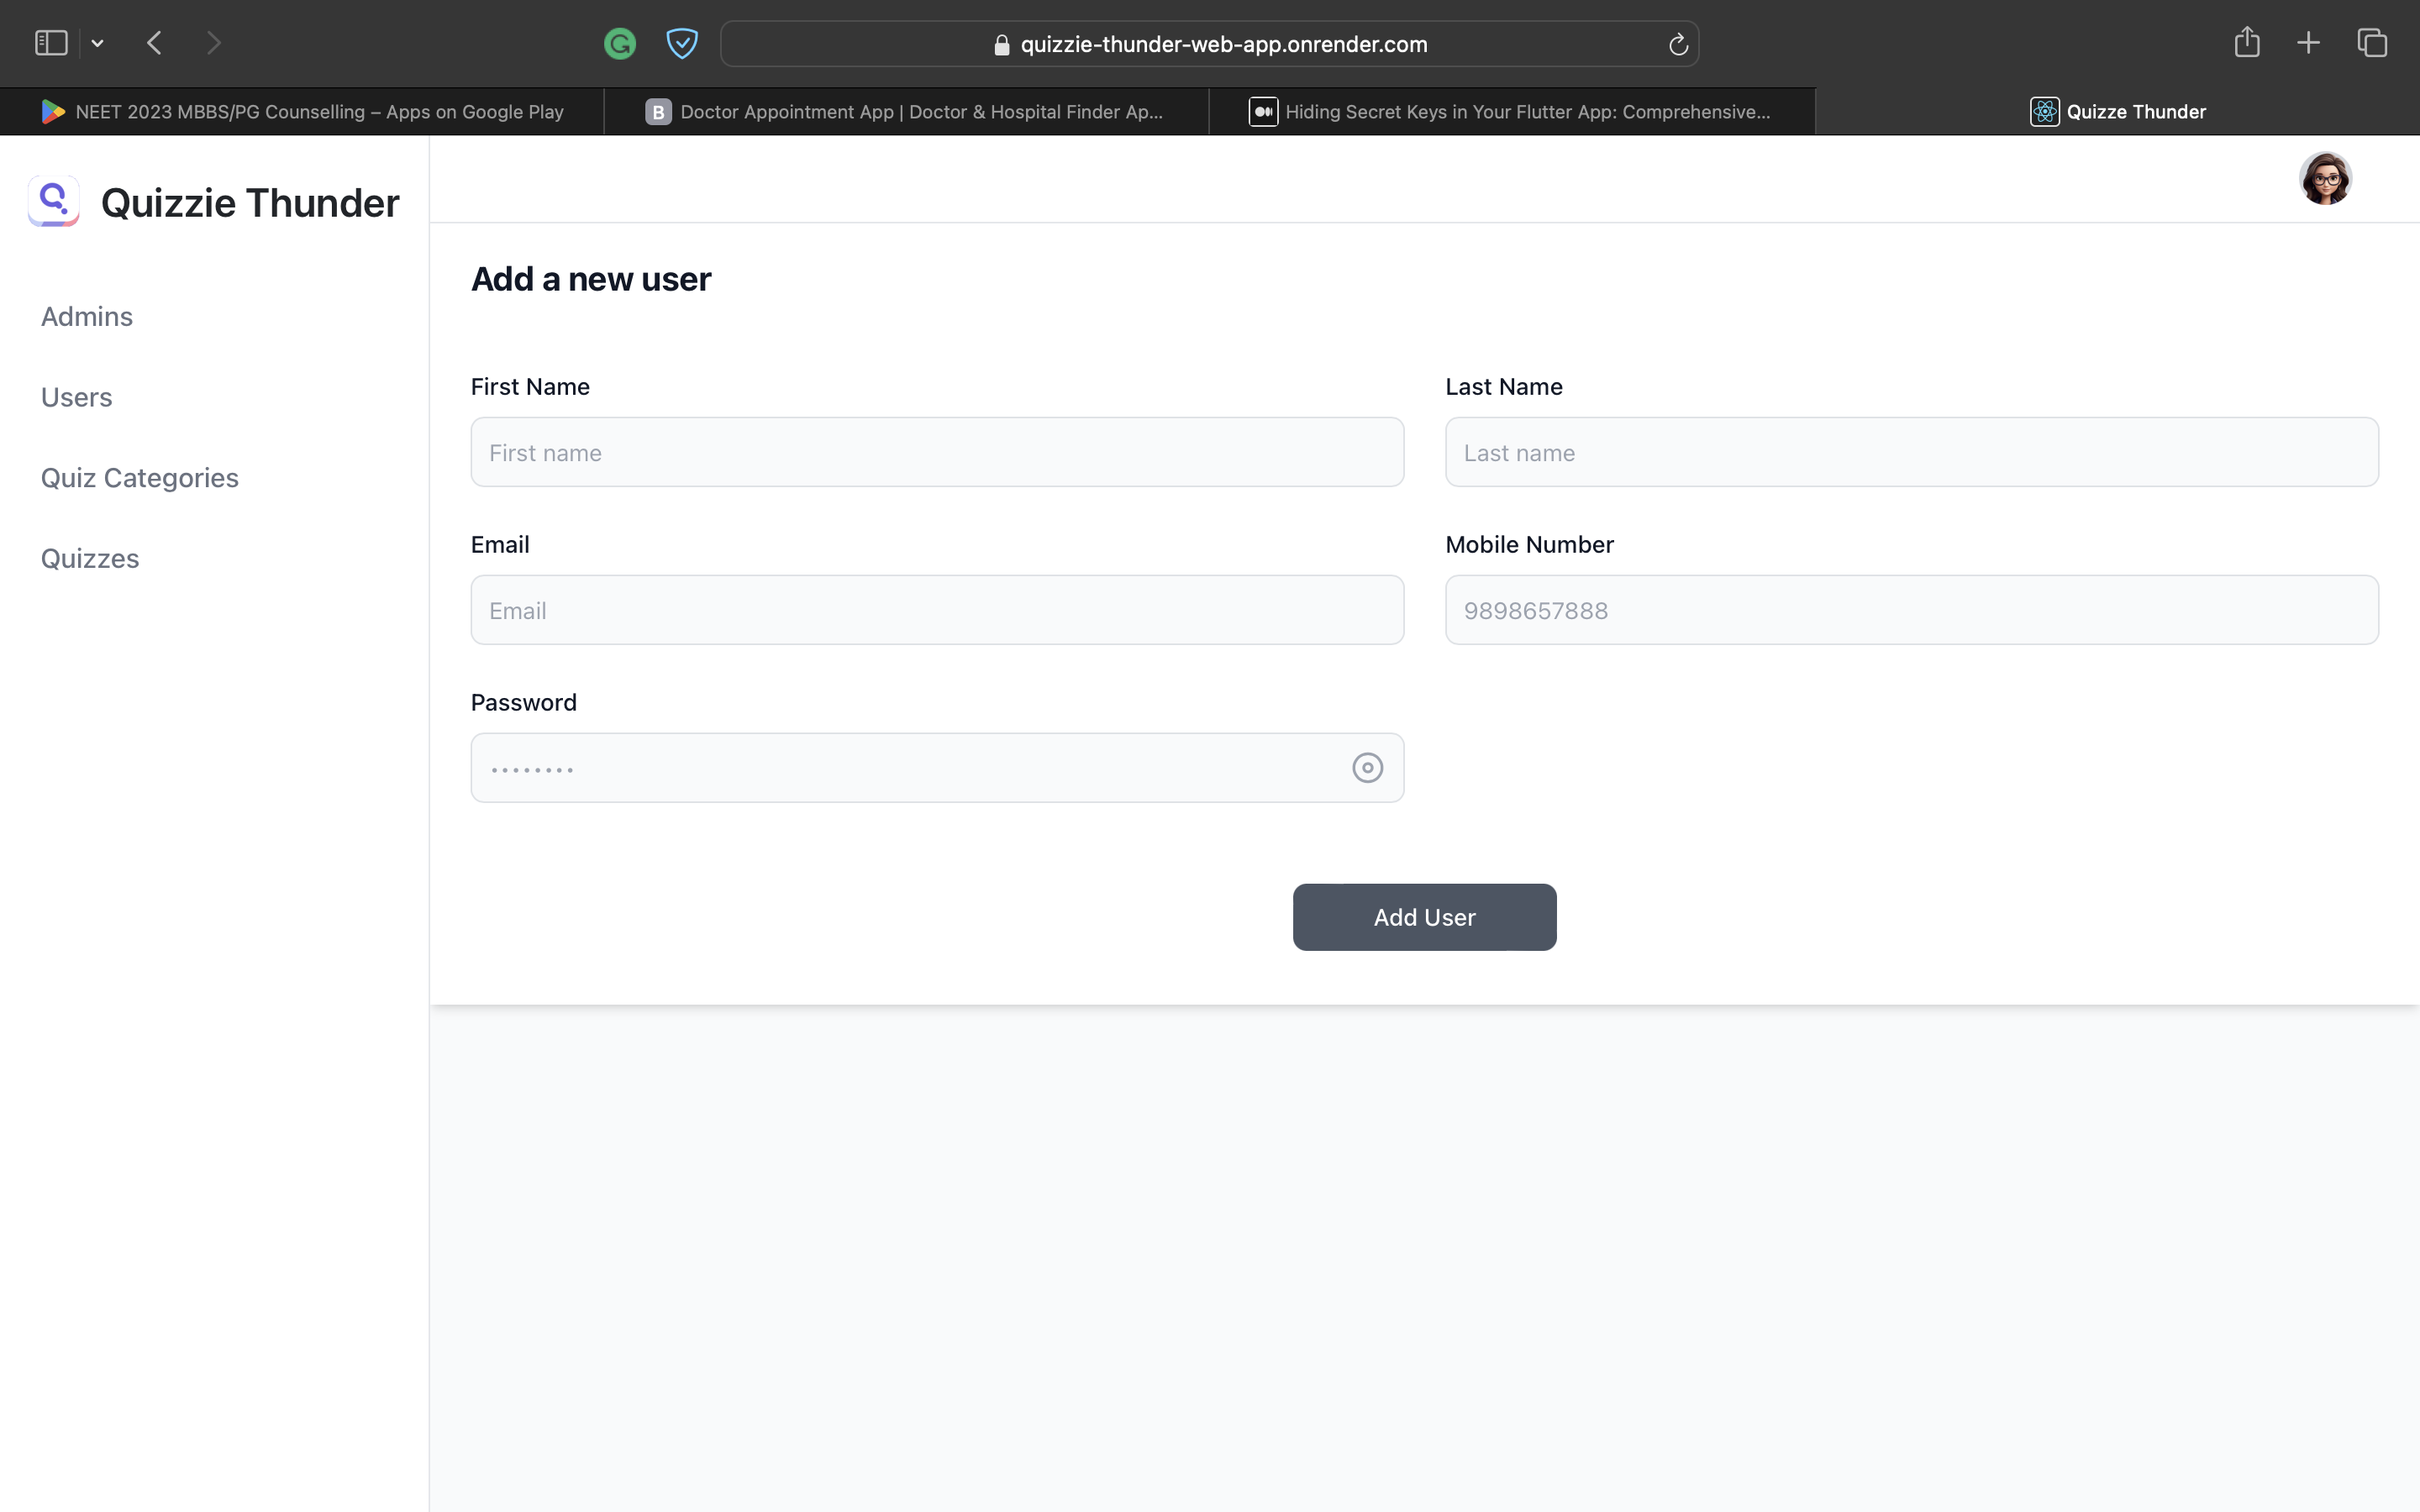 quizzie-thunder-web-app.onrender.com
NEET 2023 MBBS/PG Counselling – Apps on Google Play
B Doctor Appointment App | Doctor & Hospital Finder Ap...
Hiding Secret Keys in Your Flutter App: Comprehensive...
Quizze Thunder
Quizzie Thunder
Admins
Users
Quiz Categories
Quizzes
Add a new user
First Name
First name
Last Name
Last name
Email
Email
Mobile Number
9898657888
Password
••••••••
Add User